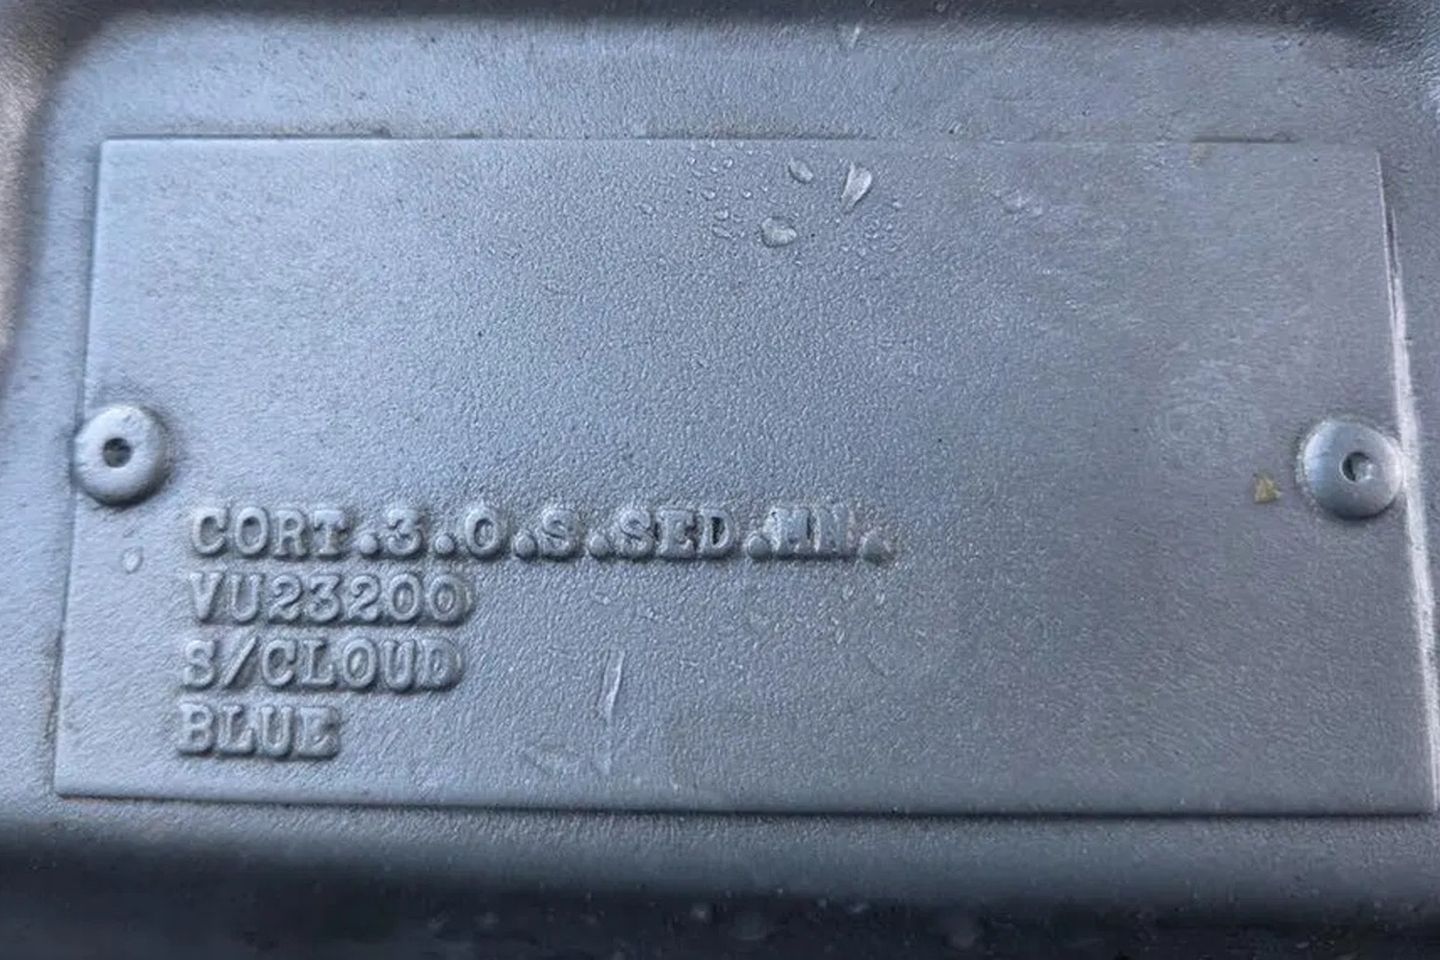 CORT.3.0.S.SED.MN.
VU23200
S/CLOUD
BLUE